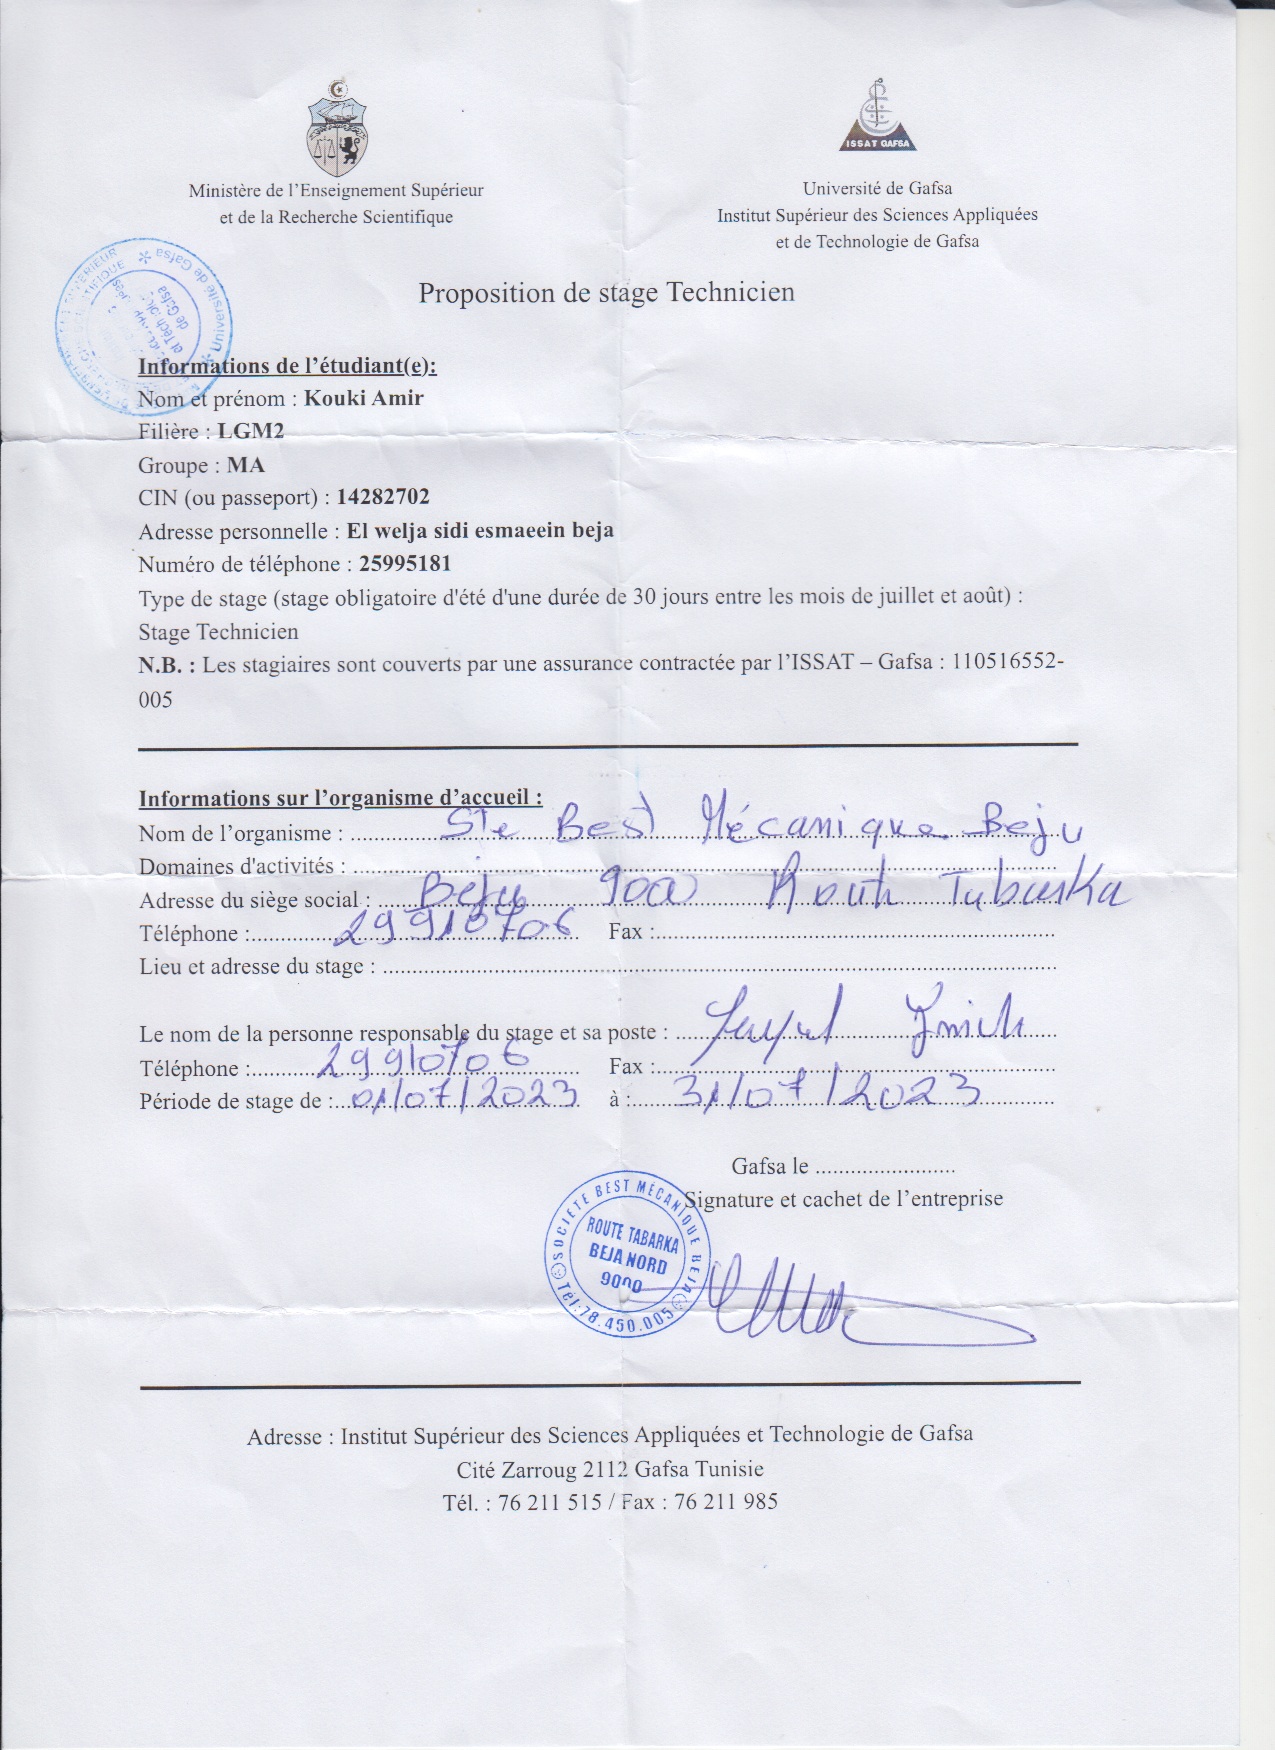 ISSAT GAFSA
Ministère de l'Enseignement Supérieur
et de la Recherche Scientifique
Université de Gafsa
Institut Supérieur des Sciences Appliquées
et de Technologie de Gafsa
Université de Gafsa
Proposition de stage Technicien
Informations de l'étudiant(e):
Nom et prénom : Kouki Amir
Filière : LGM2
Groupe : MA
CIN (ou passeport) : 14282702
Adresse personnelle : El welja sidi esmaeein beja
Numéro de téléphone : 25995181
Type de stage (stage obligatoire d'été d'une durée de 30 jours entre les mois de juillet et août) :
Stage Technicien
N.B. : Les stagiaires sont couverts par une assurance contractée par l'ISSAT – Gafsa : 110516552-
005
Informations sur l'organisme d'accueil :
Nom de l'organisme : Ste Best Mécanique Beja
Domaines d'activités :
Adresse du siège social : Beja 9000 Route Tabarka
Téléphone : 29910706 Fax :
Lieu et adresse du stage :
Le nom de la personne responsable du stage et sa poste :
Téléphone : 29910706 Fax :
Période de stage de : 01/07/2023 à : 31/07/2023
Gafsa le
Signature et cachet de l'entreprise
SOCIETE BEST MÉCANIQUE BEJA
ROUTE TABARKA
BEJA NORD
9000
Tél:78.450.005
Adresse : Institut Supérieur des Sciences Appliquées et Technologie de Gafsa
Cité Zarroug 2112 Gafsa Tunisie
Tél. : 76 211 515 / Fax : 76 211 985